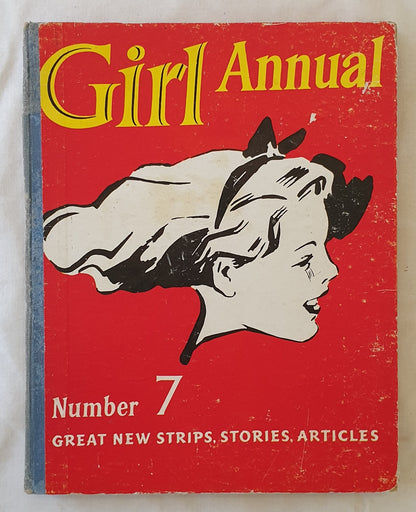 Girl Annual
Number 7
GREAT NEW STRIPS, STORIES, ARTICLES